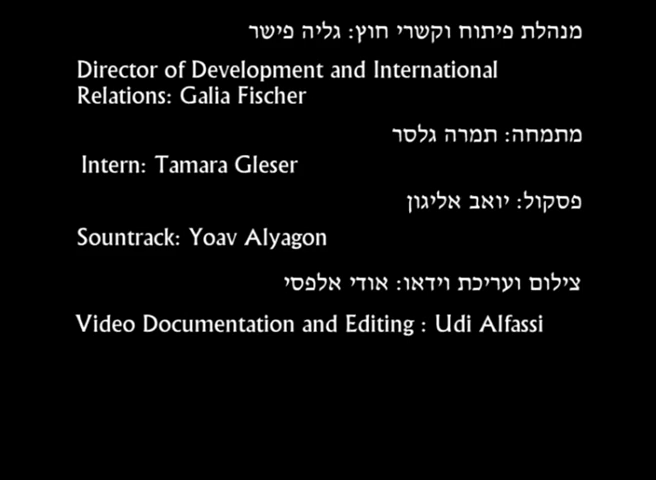 מנהלת פיתוח וקשרי חוץ: גליה פישר
Director of Development and International
Relations: Galia Fischer
מתמחה: תמרה גלסר
Intern: Tamara Gleser
פסקול: יואב אליגון
Sountrack: Yoav Alyagon
צילום ועריכת וידאו: אודי אלפסי
Video Documentation and Editing : Udi Alfassi